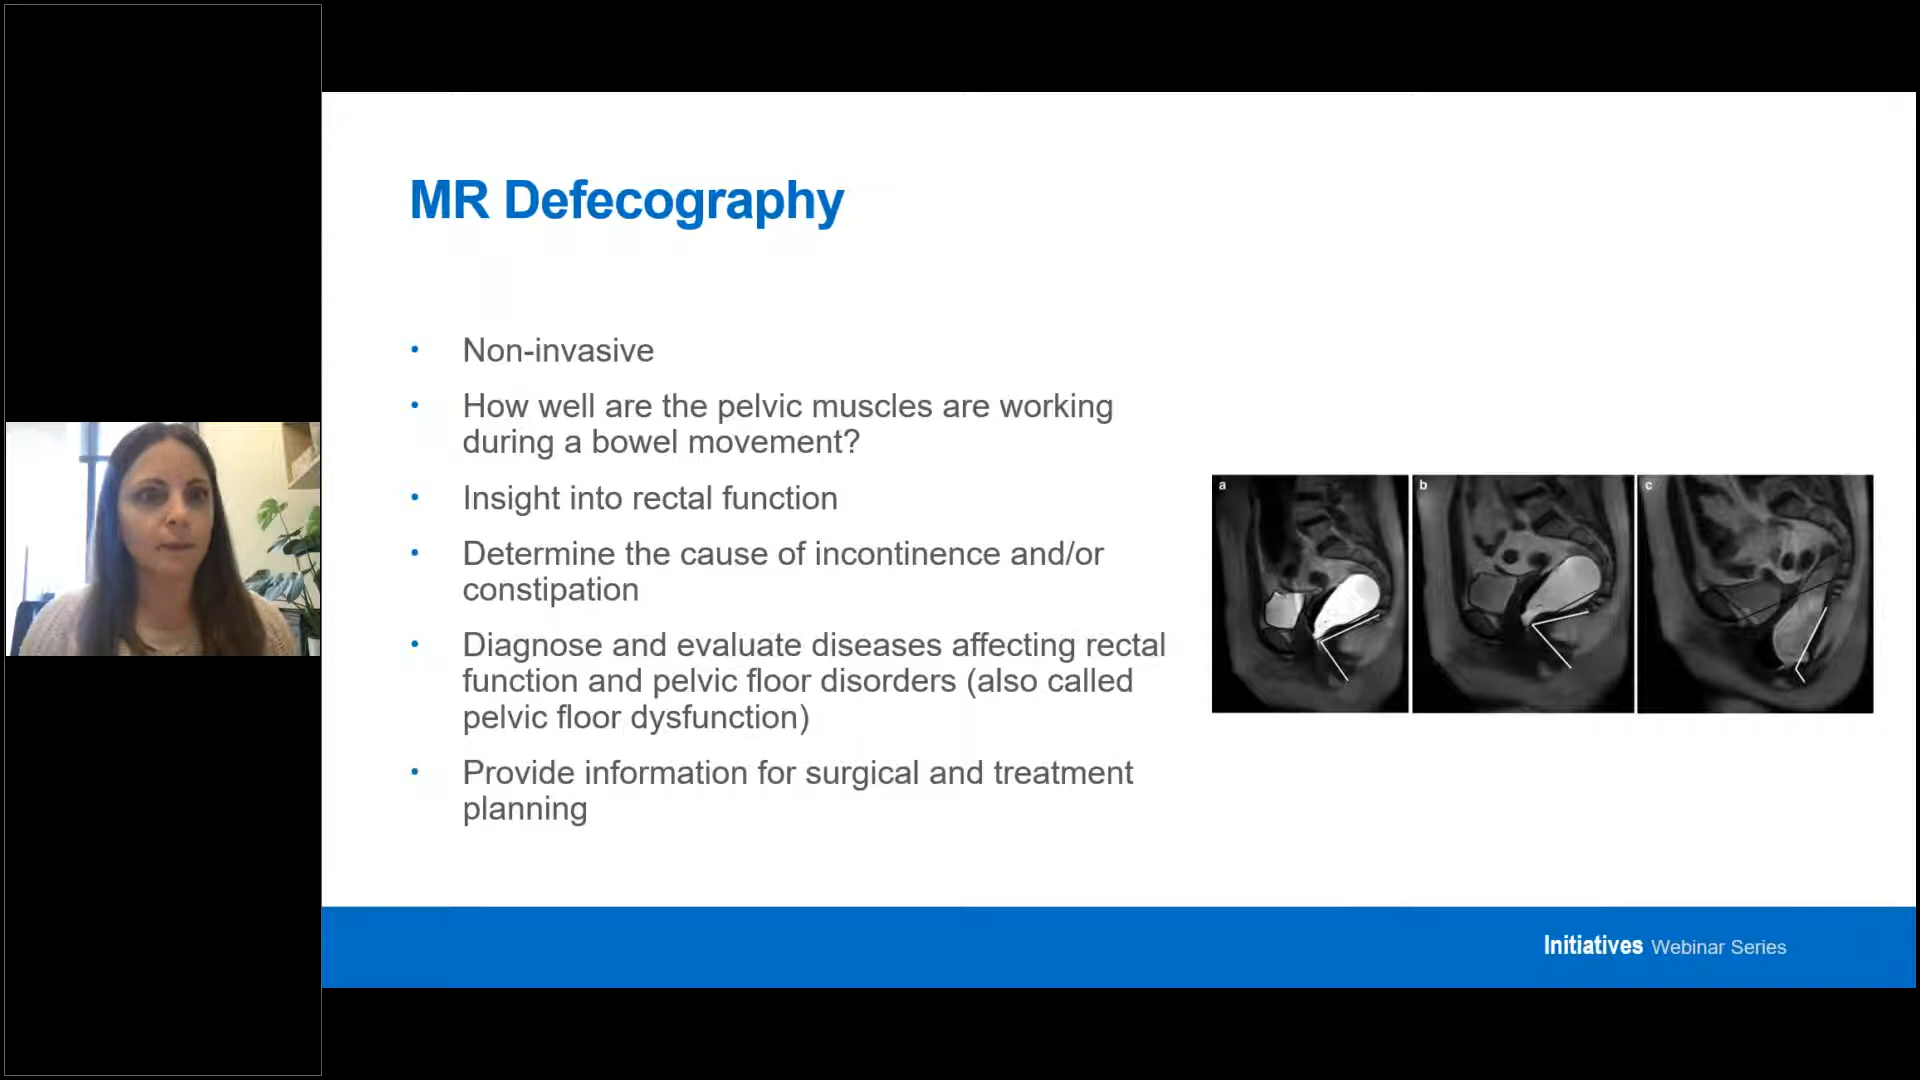 MR Defecography
• Non-invasive
• How well are the pelvic muscles are working
during a bowel movement?
• Insight into rectal function
• Determine the cause of incontinence and/or
constipation
• Diagnose and evaluate diseases affecting rectal
function and pelvic floor disorders (also called
pelvic floor dysfunction)
• Provide information for surgical and treatment
planning
a b c
Initiatives Webinar Series